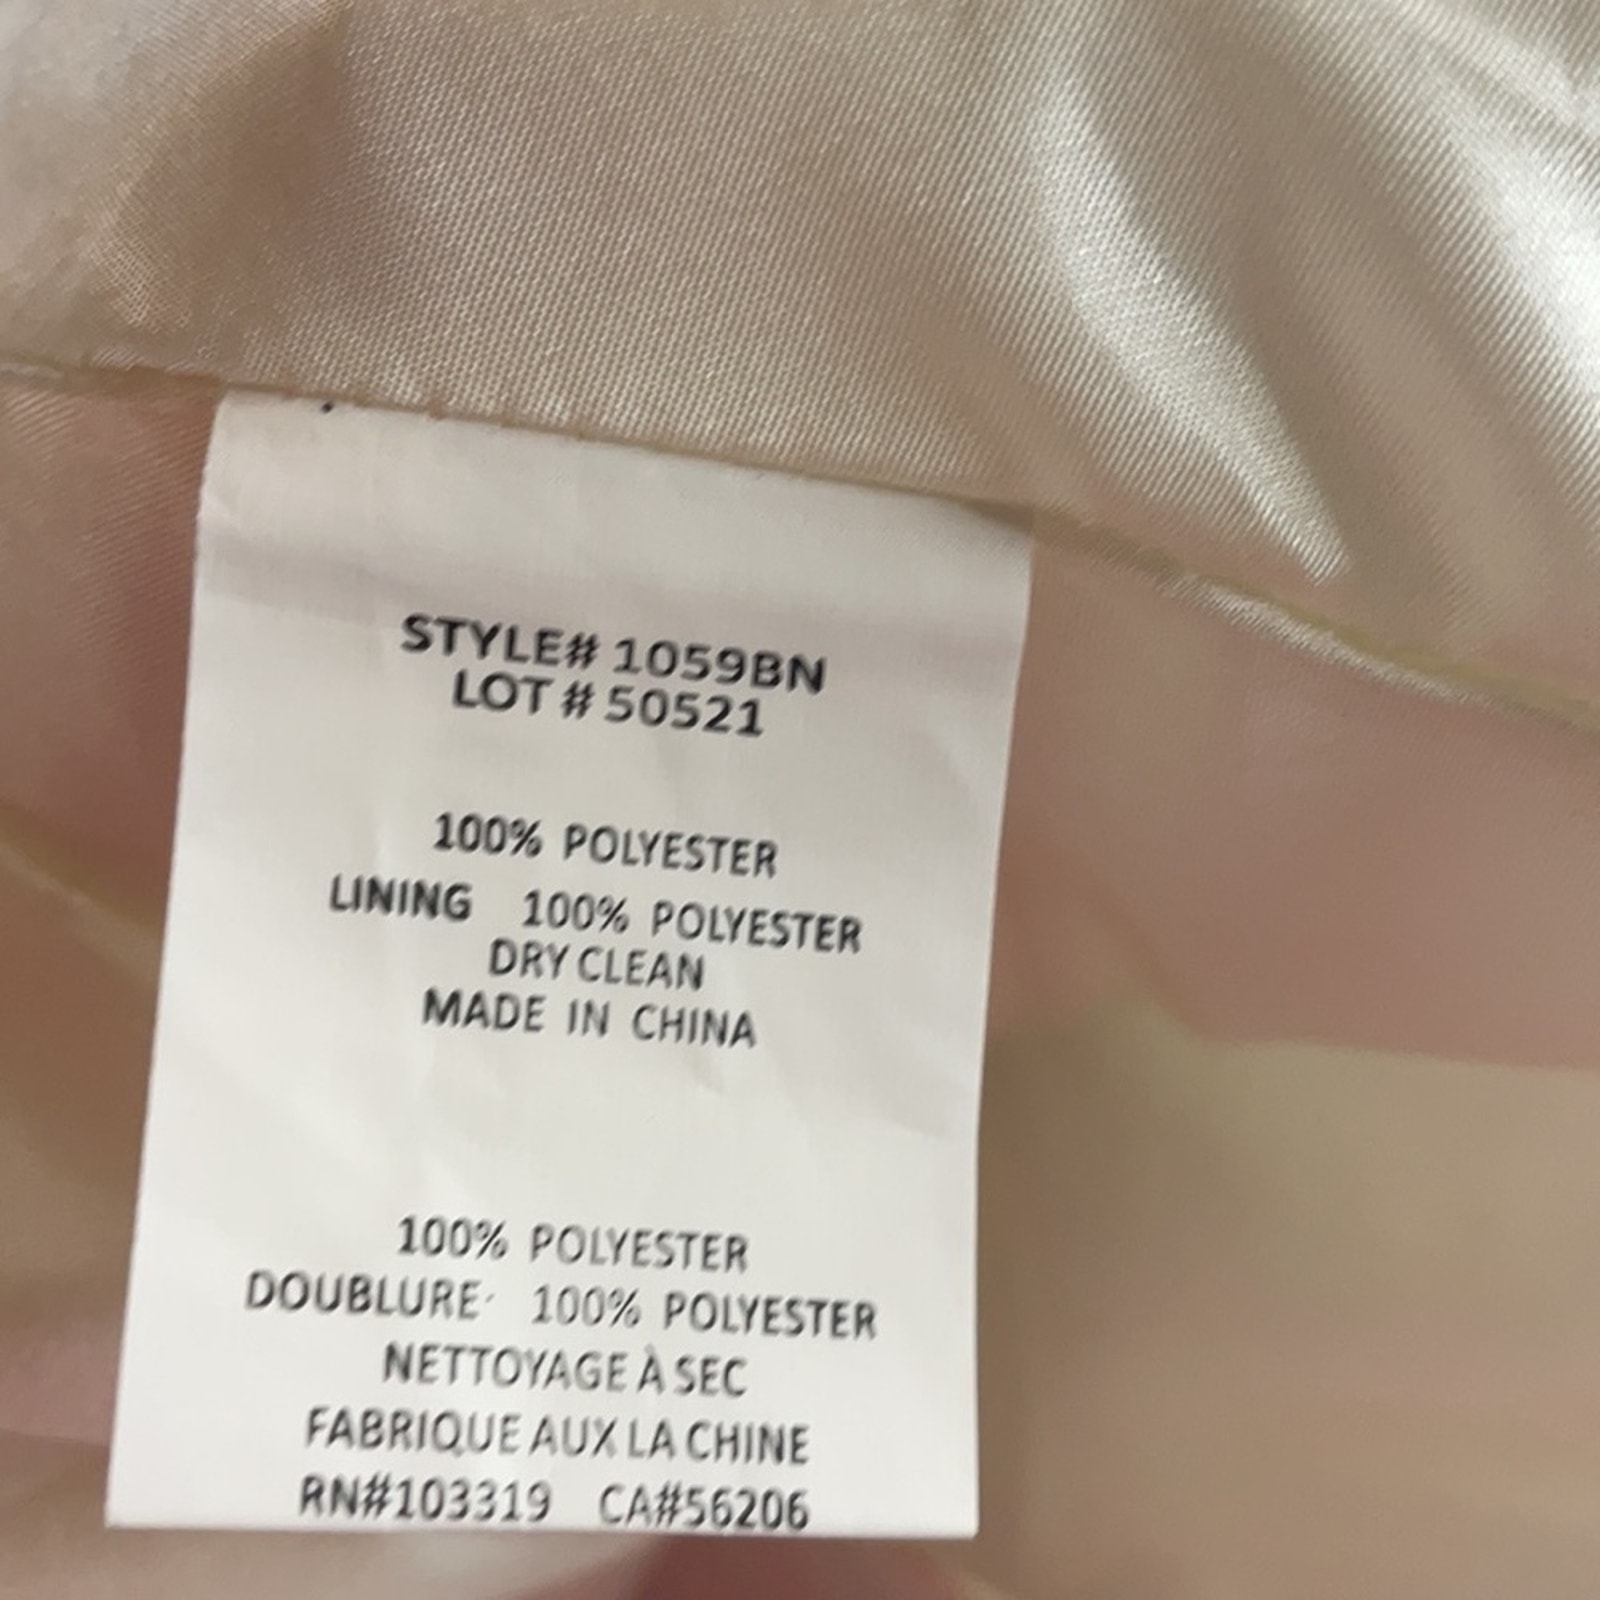 STYLE# 1059BN
LOT # 50521
100% POLYESTER
LINING 100% POLYESTER
DRY CLEAN
MADE IN CHINA
100% POLYESTER
DOUBLURE 100% POLYESTER
NETTOYAGE À SEC
FABRIQUE AUX LA CHINE
RN#103319 CA#56206